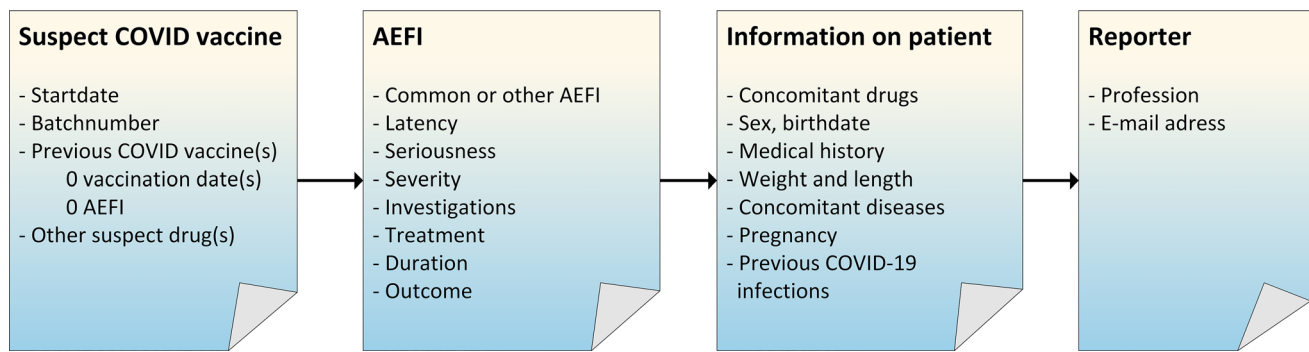 Suspect COVID vaccine
- Startdate
- Batchnumber
- Previous COVID vaccine(s)
0 vaccination date(s)
0 AEFI
- Other suspect drug(s)
AEFI
- Common or other AEFI
- Latency
- Seriousness
- Severity
- Investigations
- Treatment
- Duration
- Outcome
Information on patient
- Concomitant drugs
- Sex, birthdate
- Medical history
- Weight and length
- Concomitant diseases
- Pregnancy
- Previous COVID-19
infections
Reporter
- Profession
- E-mail adress